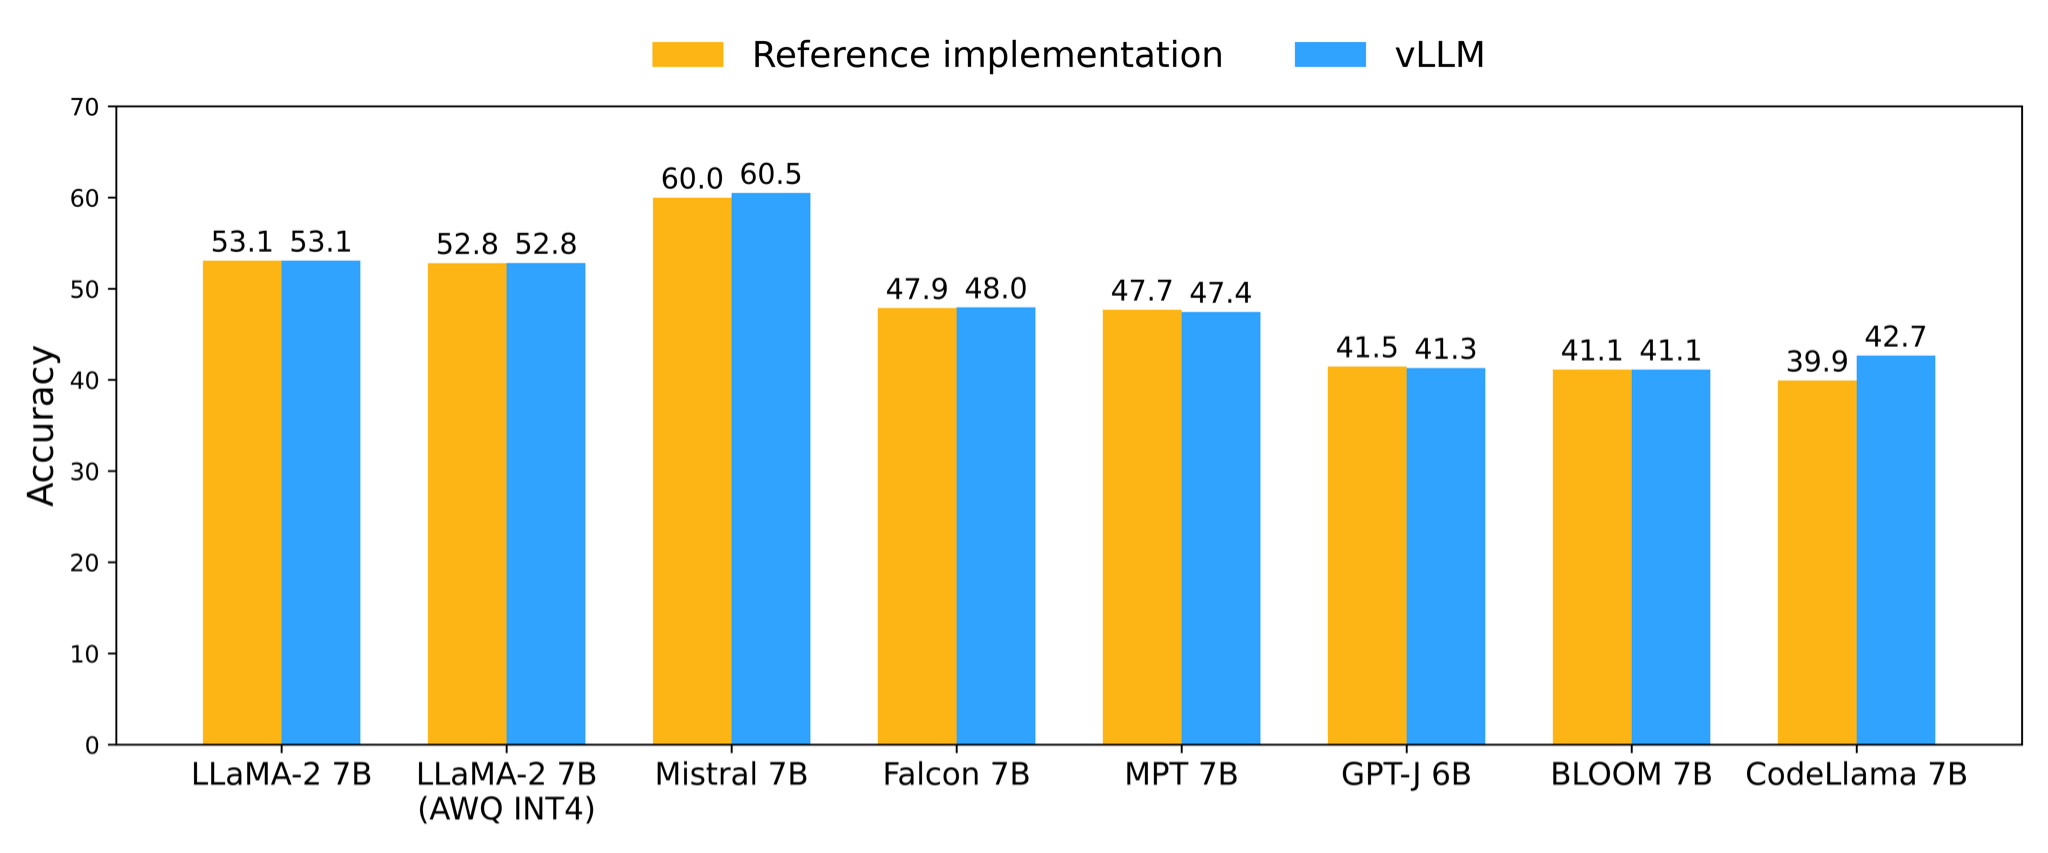 Reference implementation vLLM
70
60
50
40
30
20
10
0
Accuracy
53.1 53.1
52.8 52.8
60.0 60.5
47.9 48.0
47.7 47.4
41.5 41.3
41.1 41.1
39.9 42.7
LLaMA-2 7B
LLaMA-2 7B
(AWQ INT4)
Mistral 7B
Falcon 7B
MPT 7B
GPT-J 6B
BLOOM 7B
CodeLlama 7B